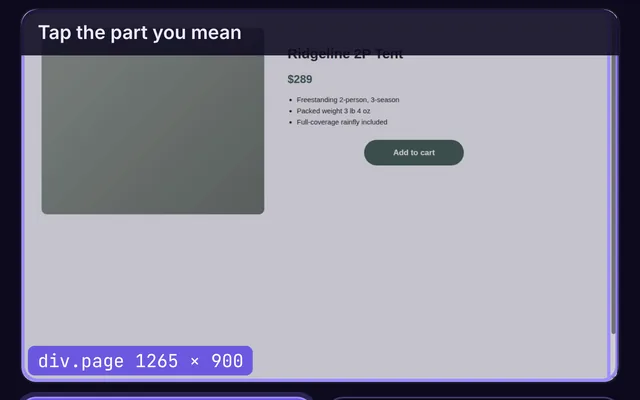 Tap the part you mean
Ridgeline 2P Tent
$289
Freestanding 2-person, 3-season
Packed weight 3 lb 4 oz
Full-coverage rainfly included
Add to cart
div.page 1265 × 900